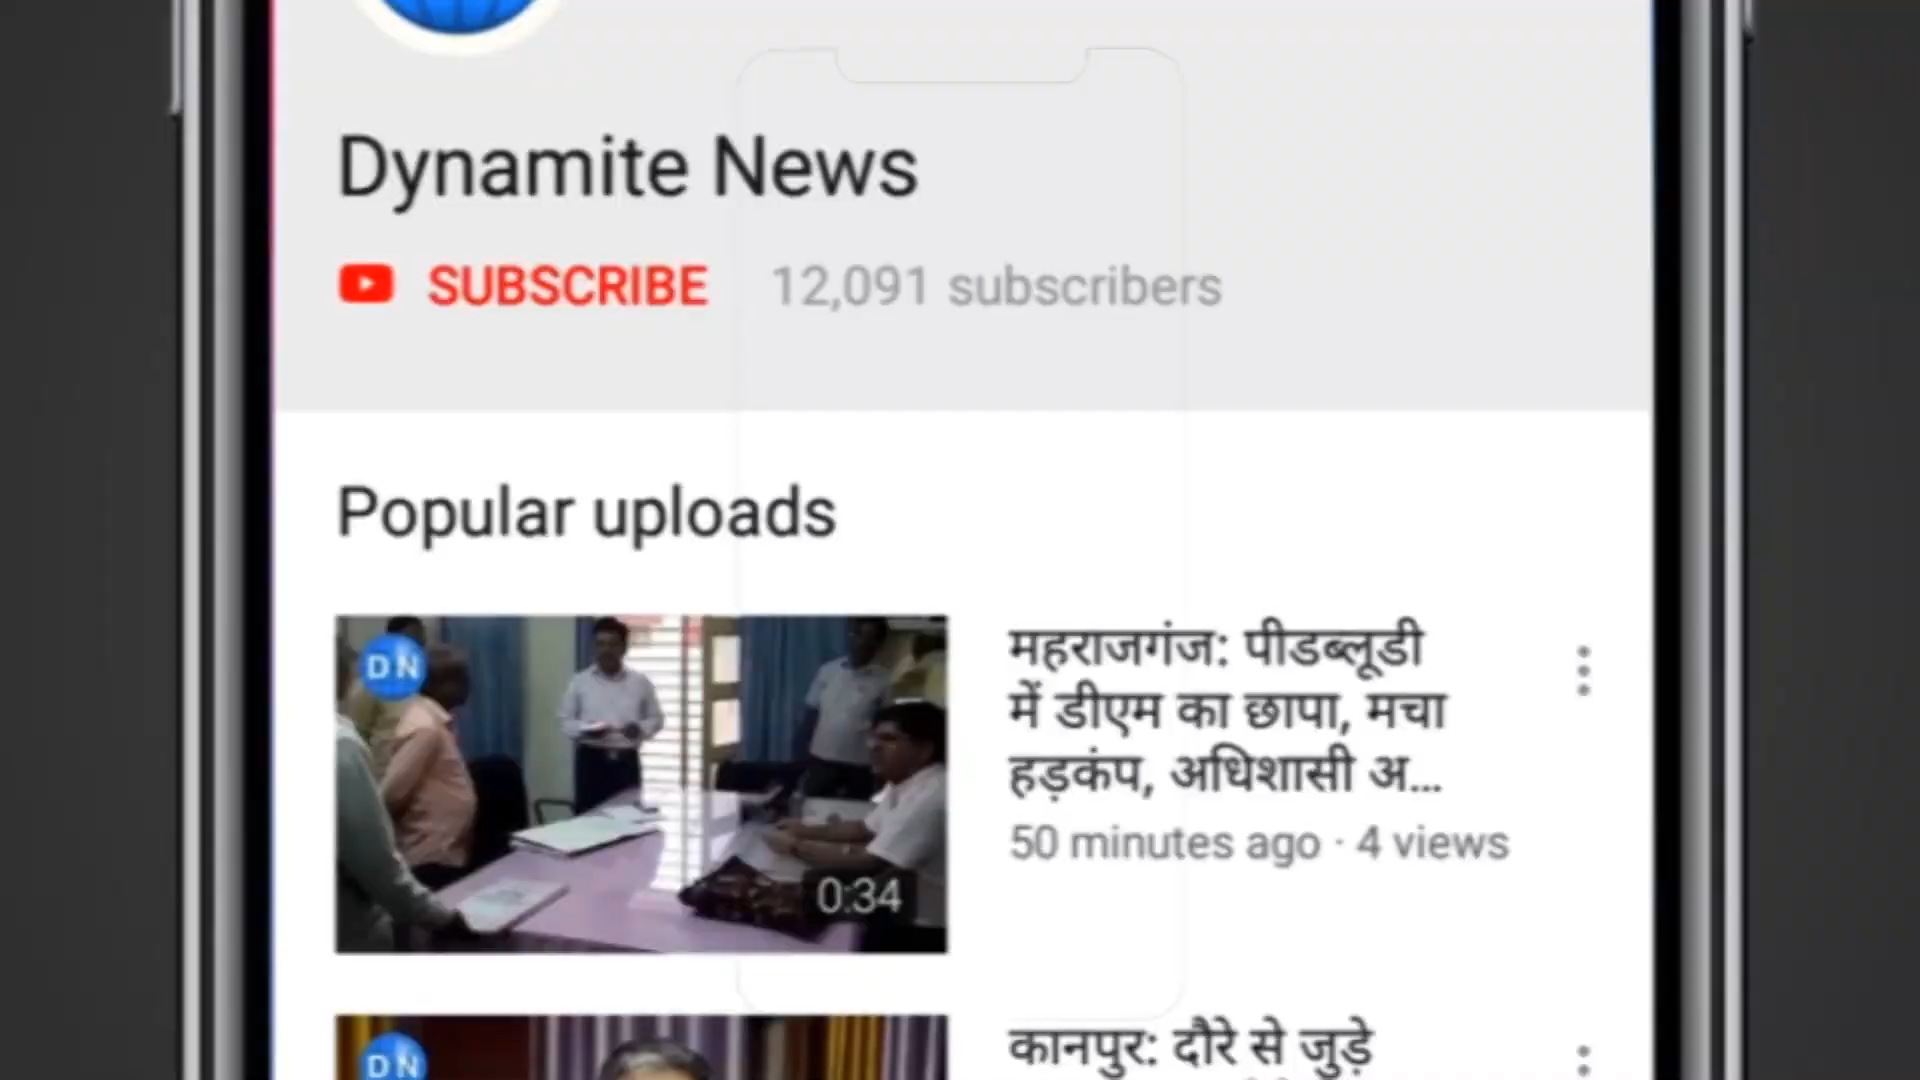 Dynamite News
SUBSCRIBE 12,091 subscribers
Popular uploads
DN
महराजगंज: पीडब्लूडी
में डीएम का छापा, मचा
हड़कंप, अधिशासी अ...
50 minutes ago · 4 views
0:34
DN
कानपुर: दौरे से जुड़े